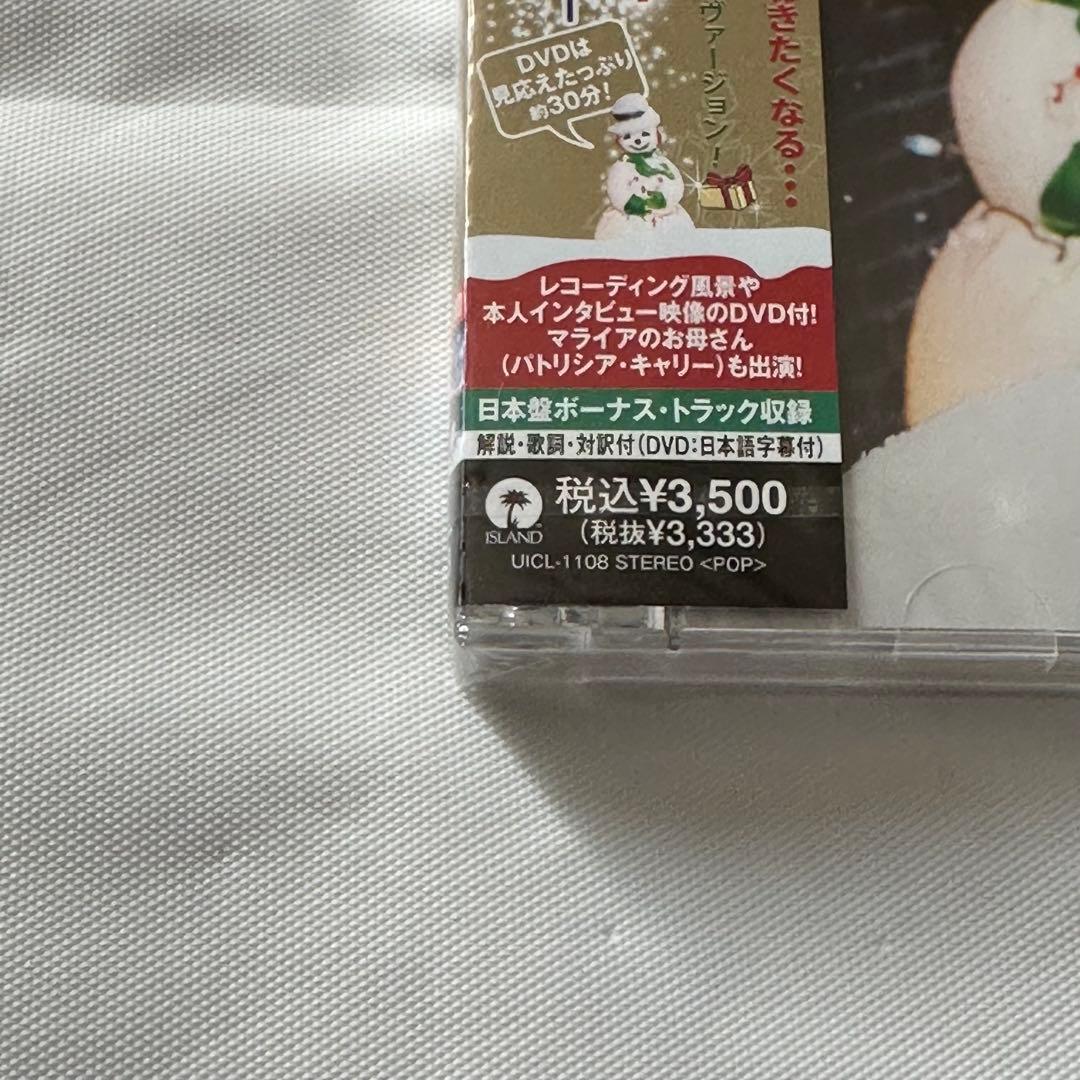 きたくなる…
ヴァージョン!
DVDは
見応えたっぷり
約30分!
レコーディング風景や
本人インタビュー映像のDVD付!
マライアのお母さん
(パトリシア・キャリー)も出演!
日本盤ボーナス・トラック収録
解説・歌詞・対訳付(DVD:日本語字幕付)
税込¥3,500
(税抜¥3,333)
ISLAND
UICL-1108 STEREO <POP>